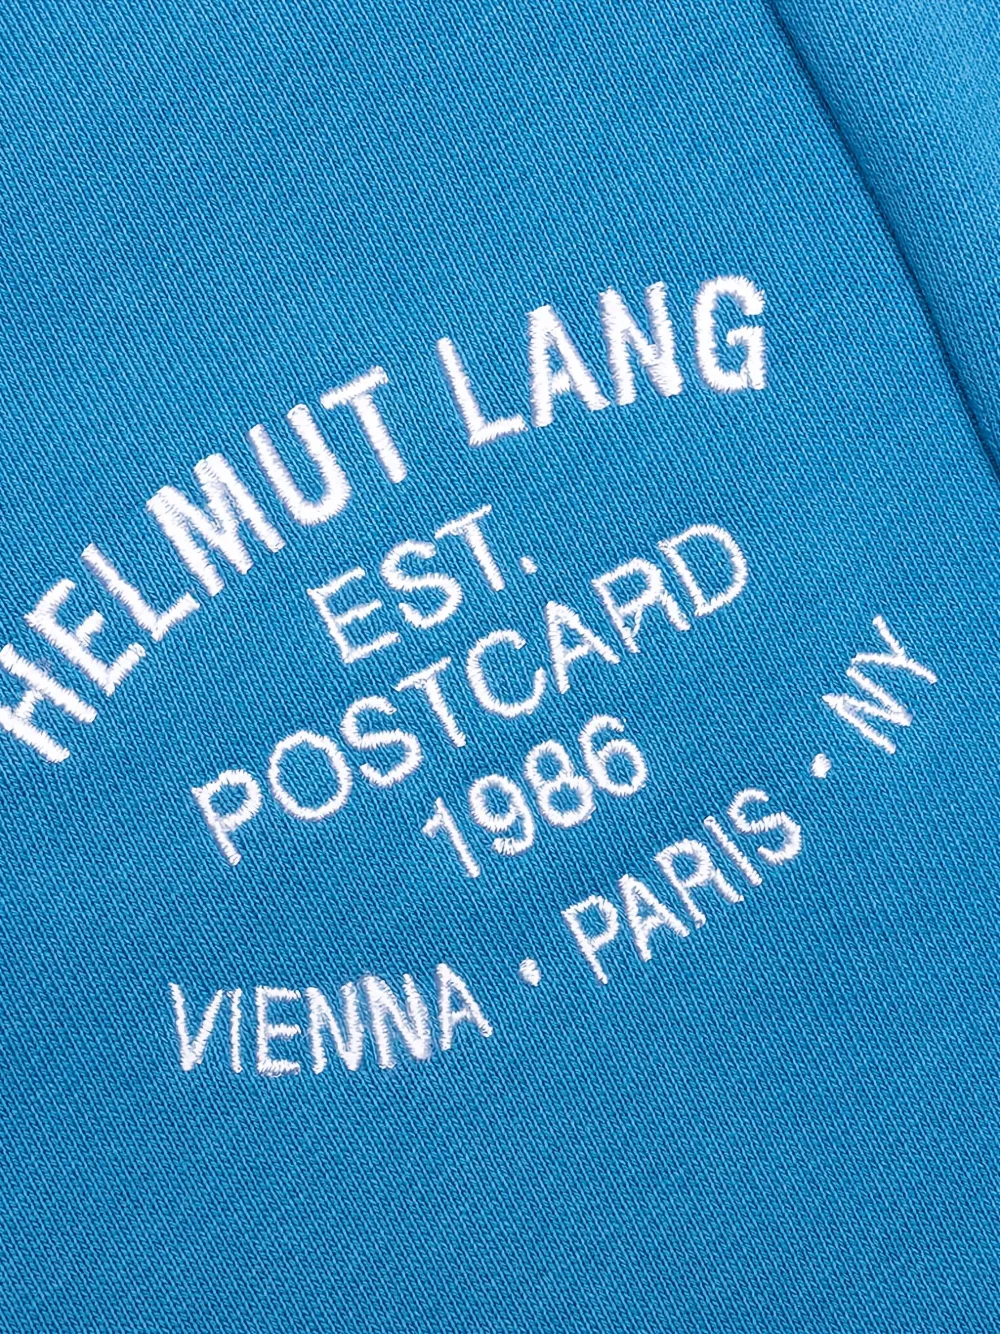 HELMUT LANG
EST.
POSTCARD
1986
VIENNA · PARIS · NY